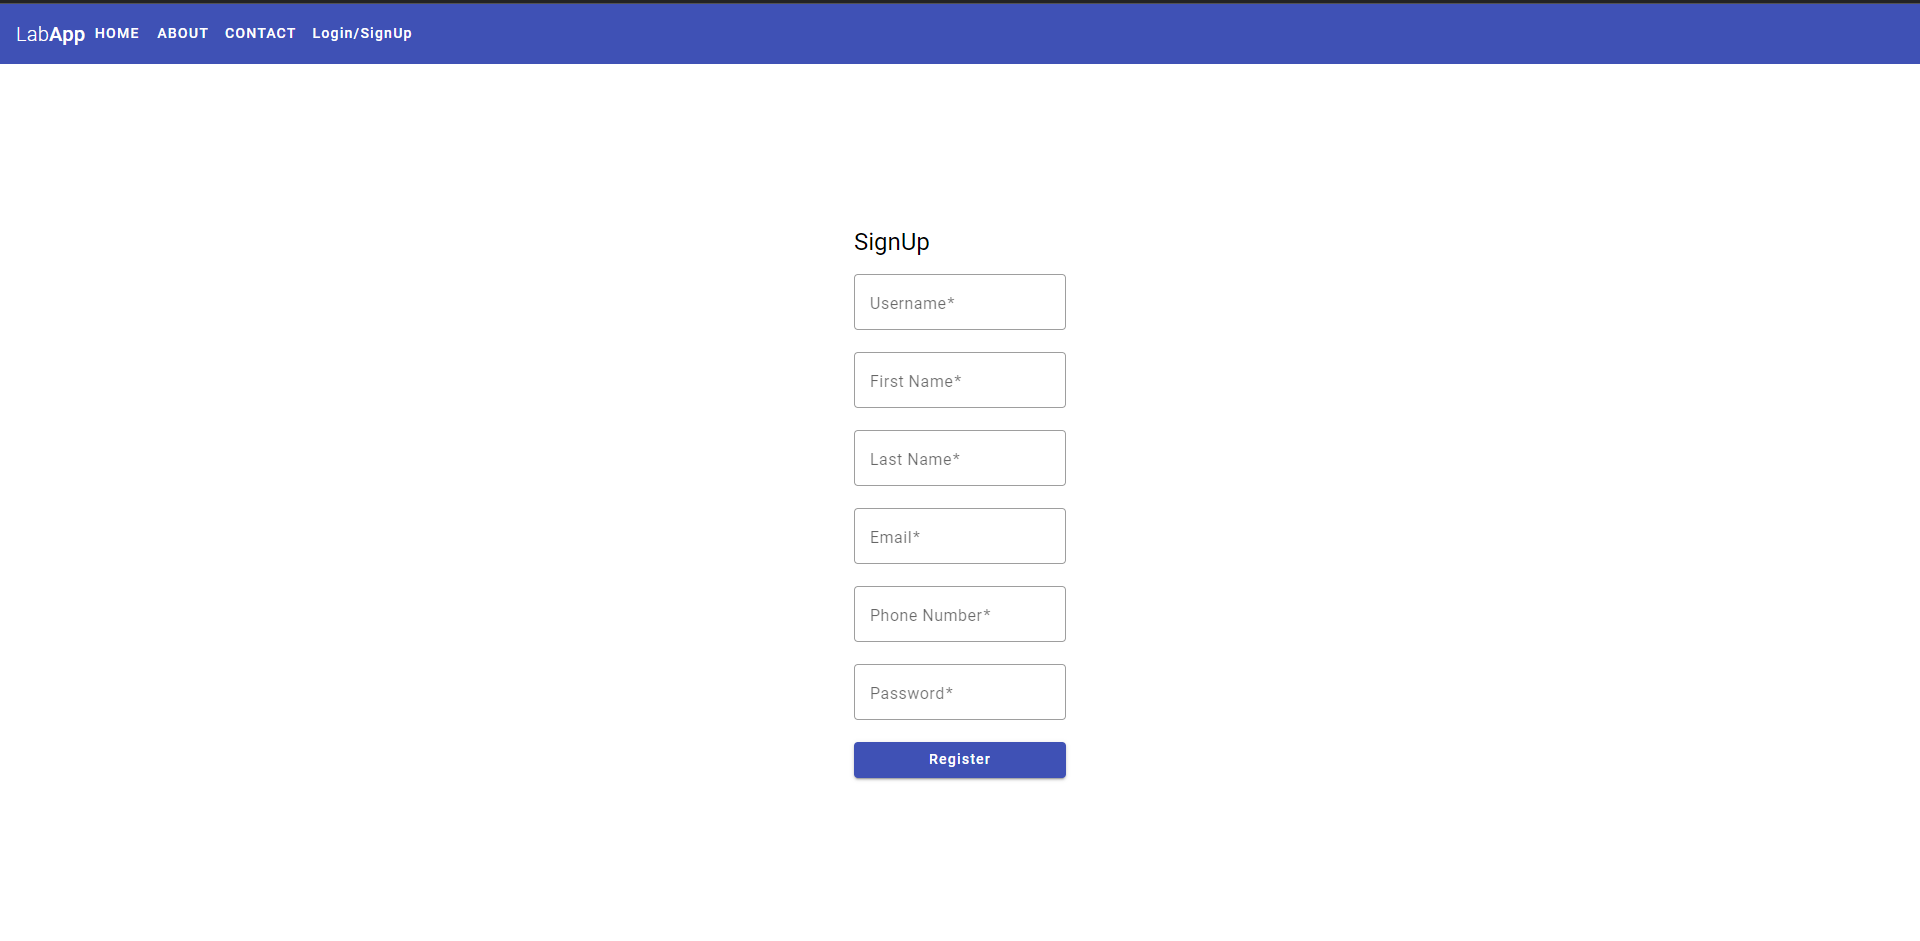 LabApp HOME ABOUT CONTACT Login/SignUp
SignUp
Username*
First Name*
Last Name*
Email*
Phone Number*
Password*
Register